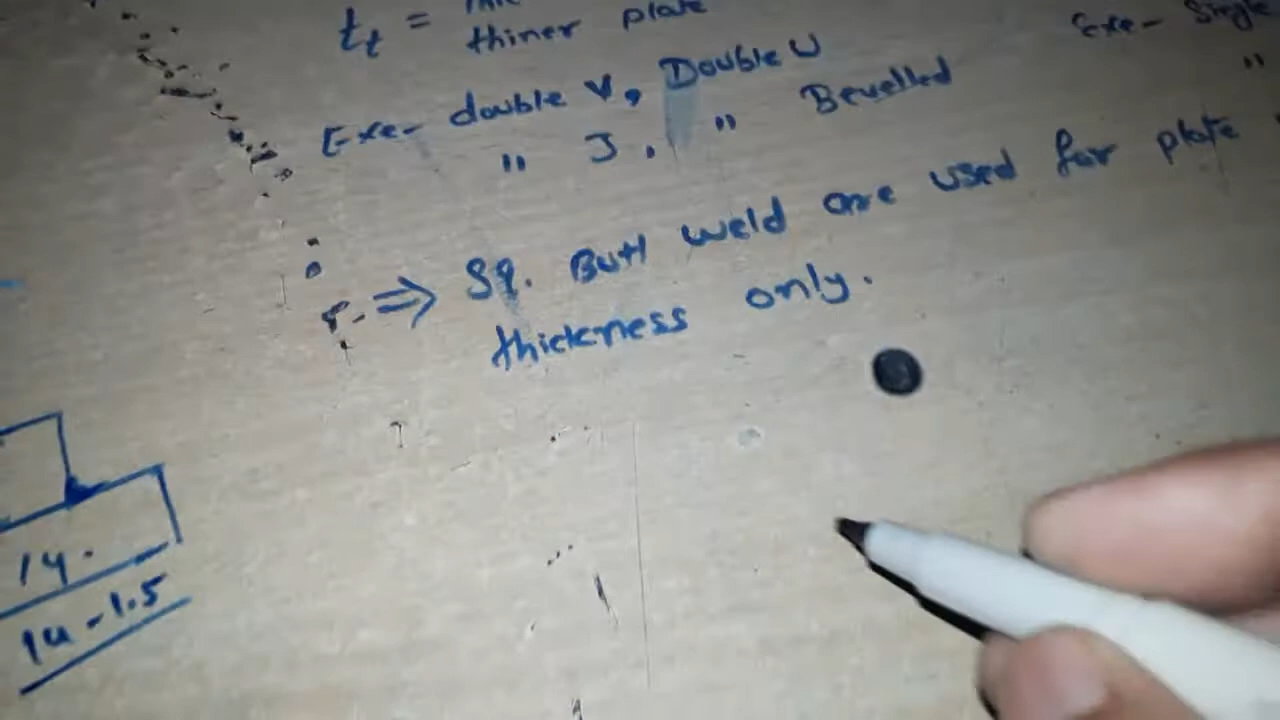 t_t =
thiner plate
Exe- double V, Double U
" J, " Bevelled
Exe- Single
"
⇒ Sq. Butt weld are used for plate
thickness only.
14.
14-1.5